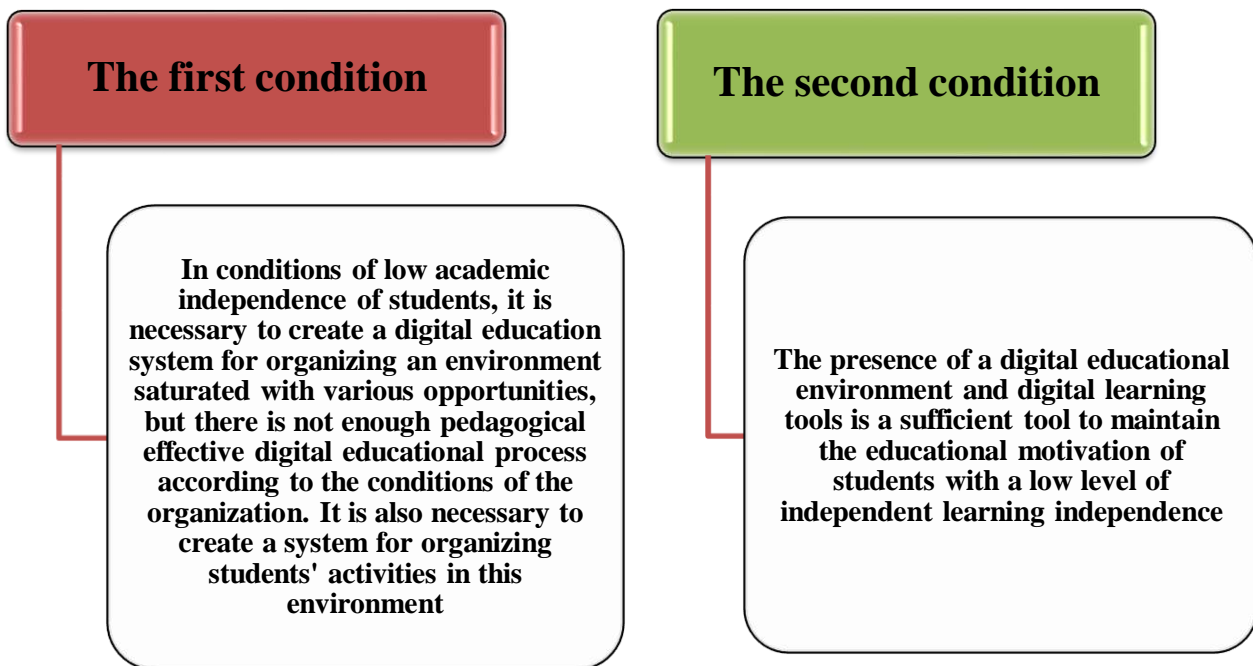 The first condition
In conditions of low academic
independence of students, it is
necessary to create a digital education
system for organizing an environment
saturated with various opportunities,
but there is not enough pedagogical
effective digital educational process
according to the conditions of the
organization. It is also necessary to
create a system for organizing
students' activities in this
environment
The second condition
The presence of a digital educational
environment and digital learning
tools is a sufficient tool to maintain
the educational motivation of
students with a low level of
independent learning independence